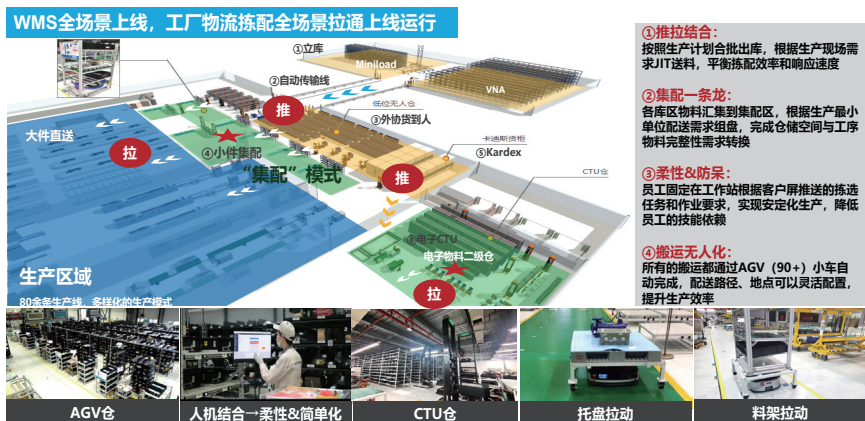 WMS全场景上线，工厂物流拣配全场景拉通上线运行
①立库
Miniload
VNA
②自动传输线
推
低位无人仓
③外协货到人
大件直送
拉
④小件集配
“集配”模式
卡迪斯货柜
⑤Kardex
推
CTU仓
⑥电子CTU
电子物料二级仓
拉
生产区域
80余条生产线，多样化的生产模式
①推拉结合：
按照生产计划合批出库，根据生产现场需
求JIT送料，平衡拣配效率和响应速度
②集配一条龙：
各库区物料汇集到集配区，根据生产最小
单位配送需求组盘，完成仓储空间与工序
物料完整性需求转换
③柔性&防呆：
员工固定在工作站根据客户屏推送的拣选
任务和作业要求，实现安定化生产，降低
员工的技能依赖
④搬运无人化：
所有的搬运都通过AGV（90+）小车自
动完成，配送路径、地点可以灵活配置，
提升生产效率
AGV仓
人机结合→柔性&简单化
CTU仓
托盘拉动
料架拉动